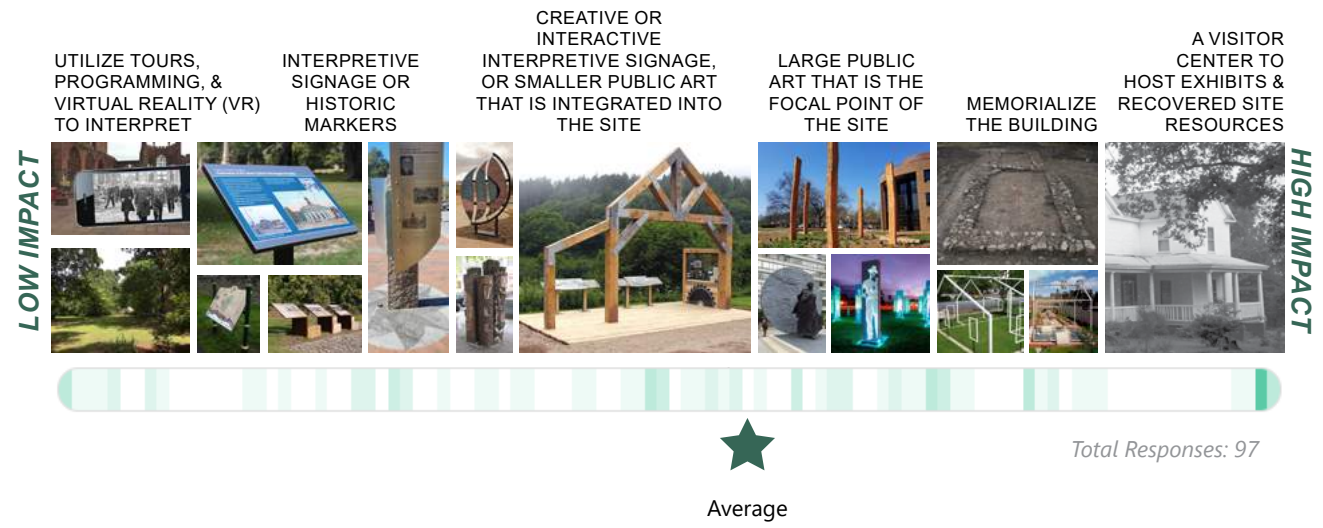 LOW IMPACT
UTILIZE TOURS,
PROGRAMMING, &
VIRTUAL REALITY (VR)
TO INTERPRET
INTERPRETIVE
SIGNAGE OR
HISTORIC
MARKERS
CREATIVE OR
INTERACTIVE
INTERPRETIVE SIGNAGE,
OR SMALLER PUBLIC ART
THAT IS INTEGRATED INTO
THE SITE
LARGE PUBLIC
ART THAT IS THE
FOCAL POINT OF
THE SITE
MEMORIALIZE
THE BUILDING
A VISITOR
CENTER TO
HOST EXHIBITS &
RECOVERED SITE
RESOURCES
HIGH IMPACT
Total Responses: 97
Average